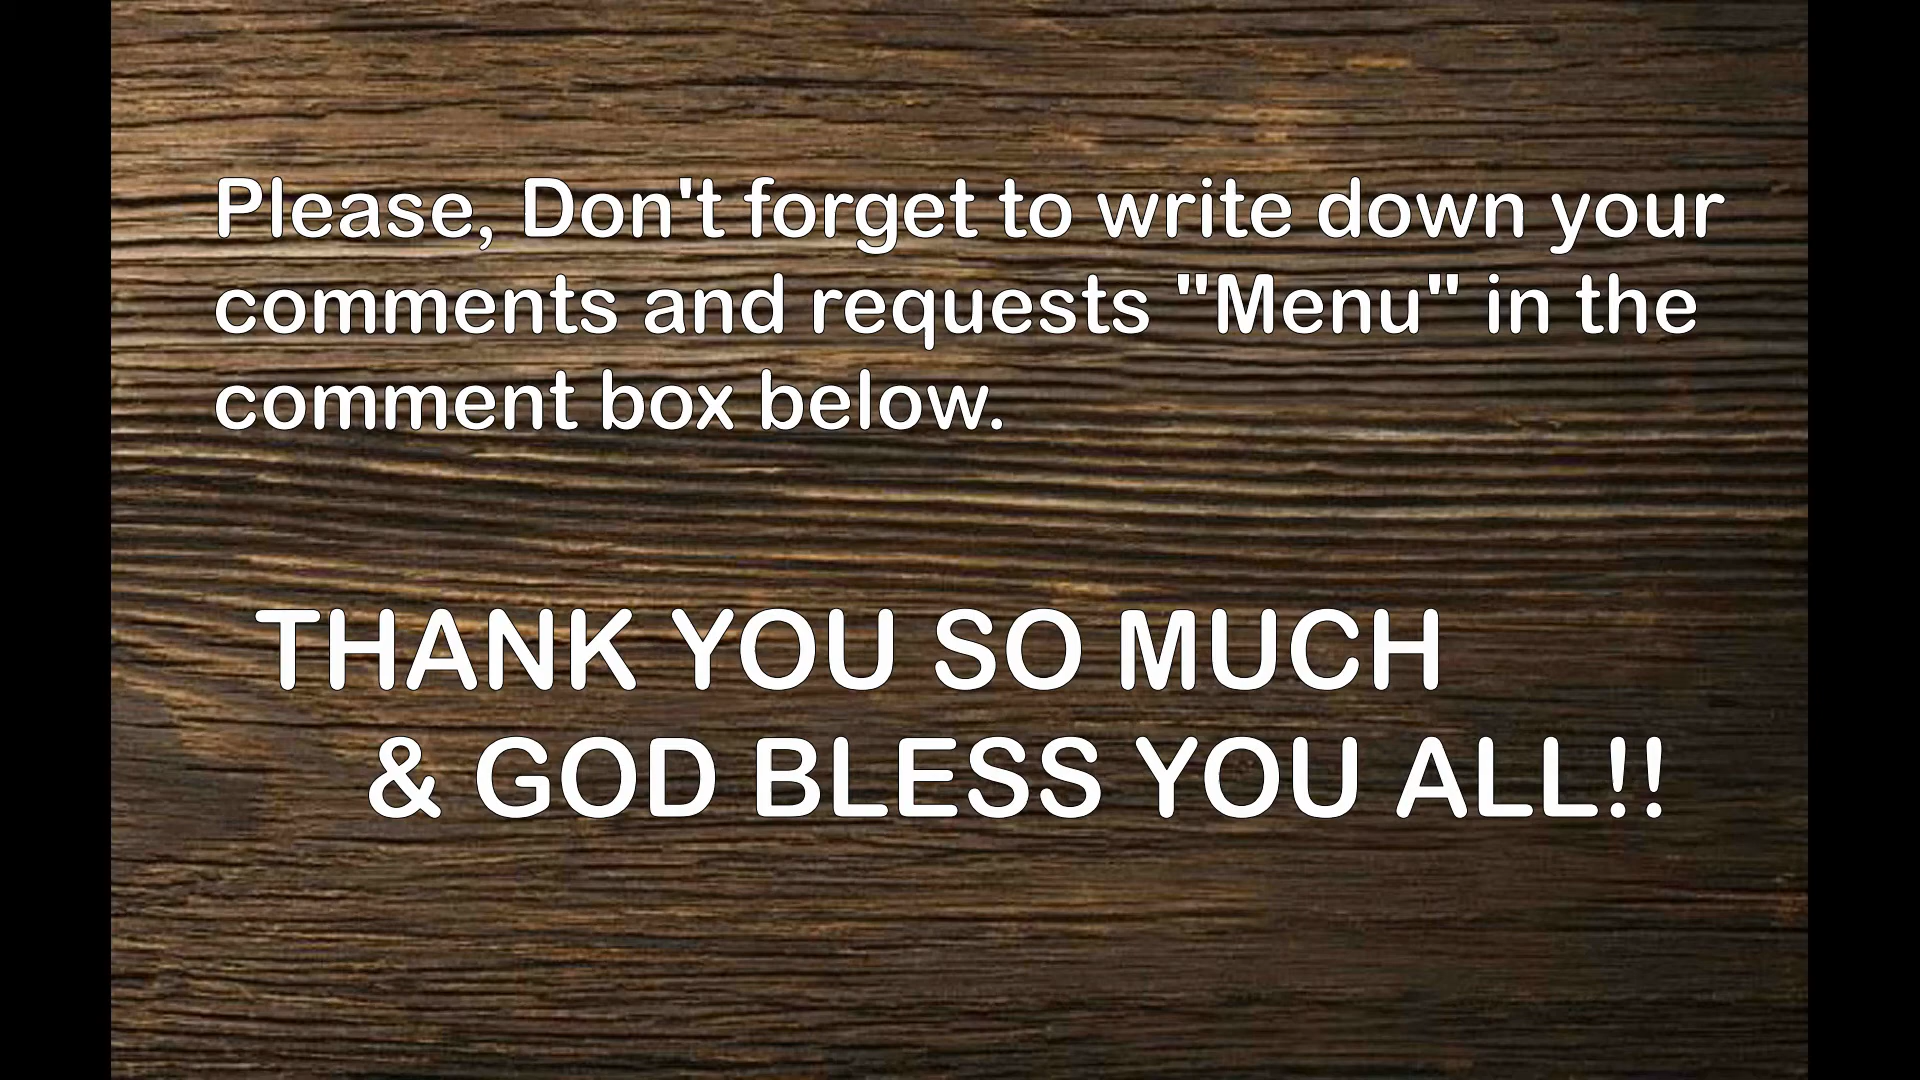 Please, Don't forget to write down your
comments and requests "Menu" in the
comment box below.
THANK YOU SO MUCH
& GOD BLESS YOU ALL!!